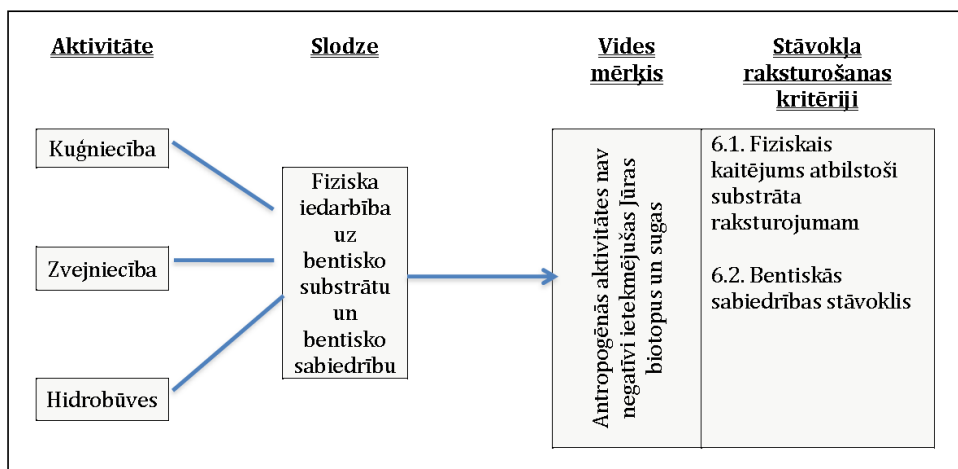 Aktivitāte
Slodze
Vides
mērķis
Stāvokļa
raksturošanas
kritēriji
Kuģniecība
Zvejniecība
Hidrobūves
Fiziska
iedarbība
uz
bentisko
substrātu
un
bentisko
sabiedrību
Antropogēnās aktivitātes nav
negatīvi ietekmējušas Jūras
biotopus un sugas
6.1. Fiziskais
kaitējums atbilstoši
substrāta
raksturojumam
6.2. Bentiskās
sabiedrības stāvoklis